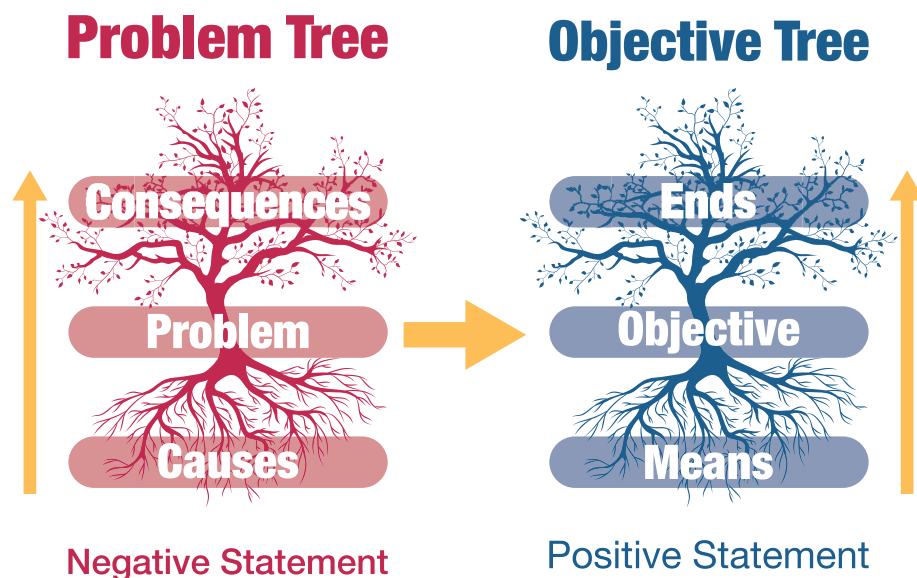 Problem Tree
Consequences
Problem
Causes
Negative Statement
Objective Tree
Ends
Objective
Means
Positive Statement